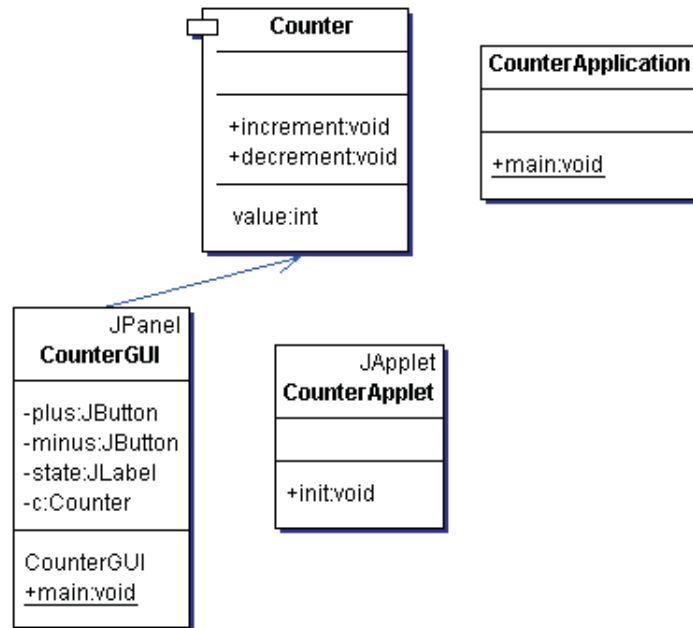 Counter
+increment:void
+decrement:void
value:int
CounterApplication
+main:void
JPanel
CounterGUI
-plus:JButton
-minus:JButton
-state:JLabel
-c:Counter
CounterGUI
+main:void
JApplet
CounterApplet
+init:void